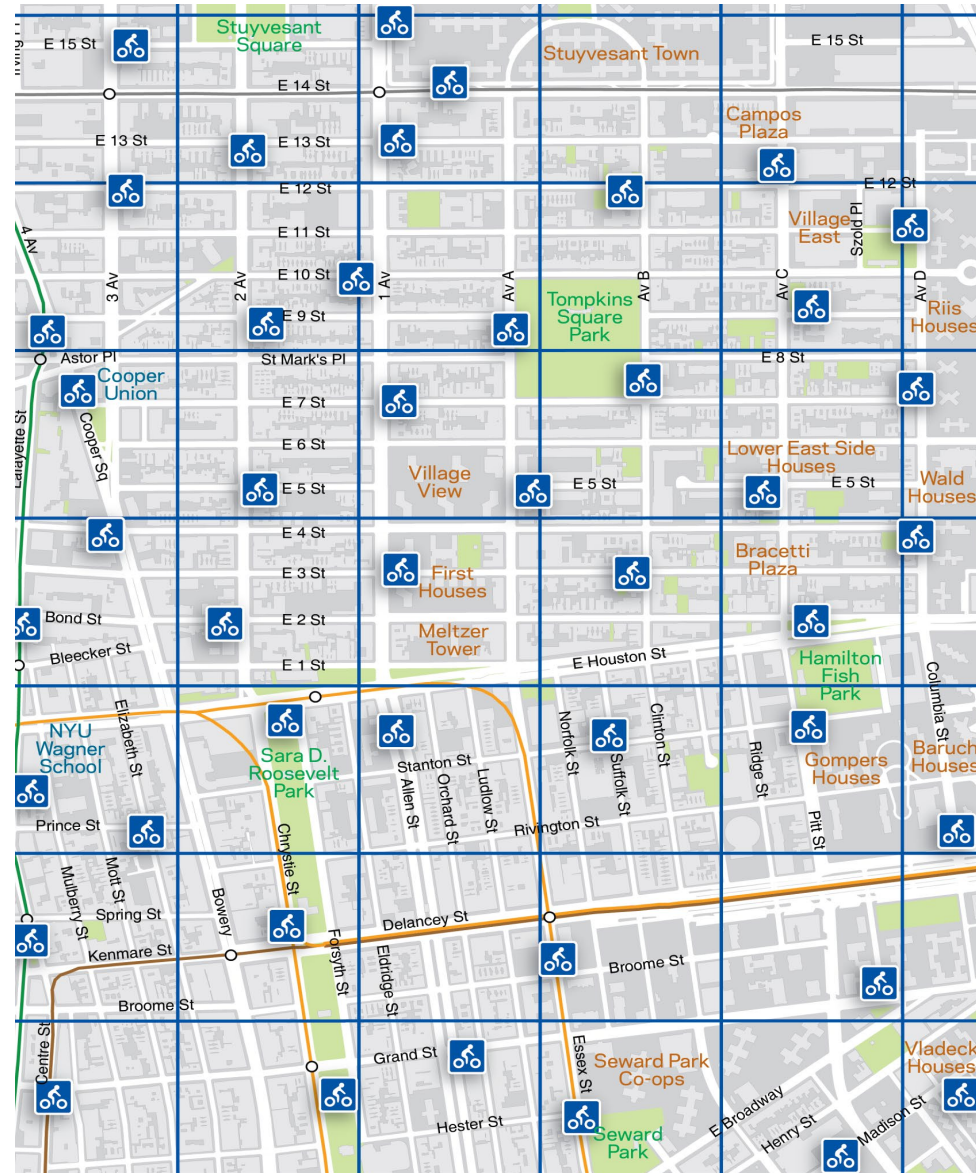 Stuyvesant
Square
E 15 St
Stuyvesant Town
E 15 St
E 14 St
Campos
Plaza
E 13 St
E 13 St
E 12 St
E 12 St
Village
East
Szold Pl
E 11 St
4 Av
E 10 St
3 Av
2 Av
1 Av
Av A
Av B
Av C
Av D
Tompkins
Square
Park
Riis
Houses
E 9 St
Astor Pl
St Mark's Pl
E 8 St
Cooper
Union
E 7 St
Lafayette St
Cooper Sq
E 6 St
Village
View
Lower East Side
Houses
Wald
Houses
E 5 St
E 5 St
E 5 St
E 4 St
Bracetti
Plaza
E 3 St
First
Houses
Bond St
E 2 St
Meltzer
Tower
Bleecker St
E 1 St
E Houston St
Hamilton
Fish
Park
Columbia St
Elizabeth St
NYU
Wagner
School
Sara D.
Roosevelt
Park
Norfolk St
Clinton St
Suffolk St
Ridge St
Gompers
Houses
Baruch
Houses
Stanton St
Allen St
Orchard St
Ludlow St
Prince St
Rivington St
Pitt St
Chrystie St
Mott St
Mulberry St
Bowery
Spring St
Delancey St
Kenmare St
Forsyth St
Eldridge St
Broome St
Broome St
Centre St
Grand St
Essex St
Seward Park
Co-ops
Vladeck
Houses
E Broadway
Madison St
Henry St
Hester St
Seward
Park